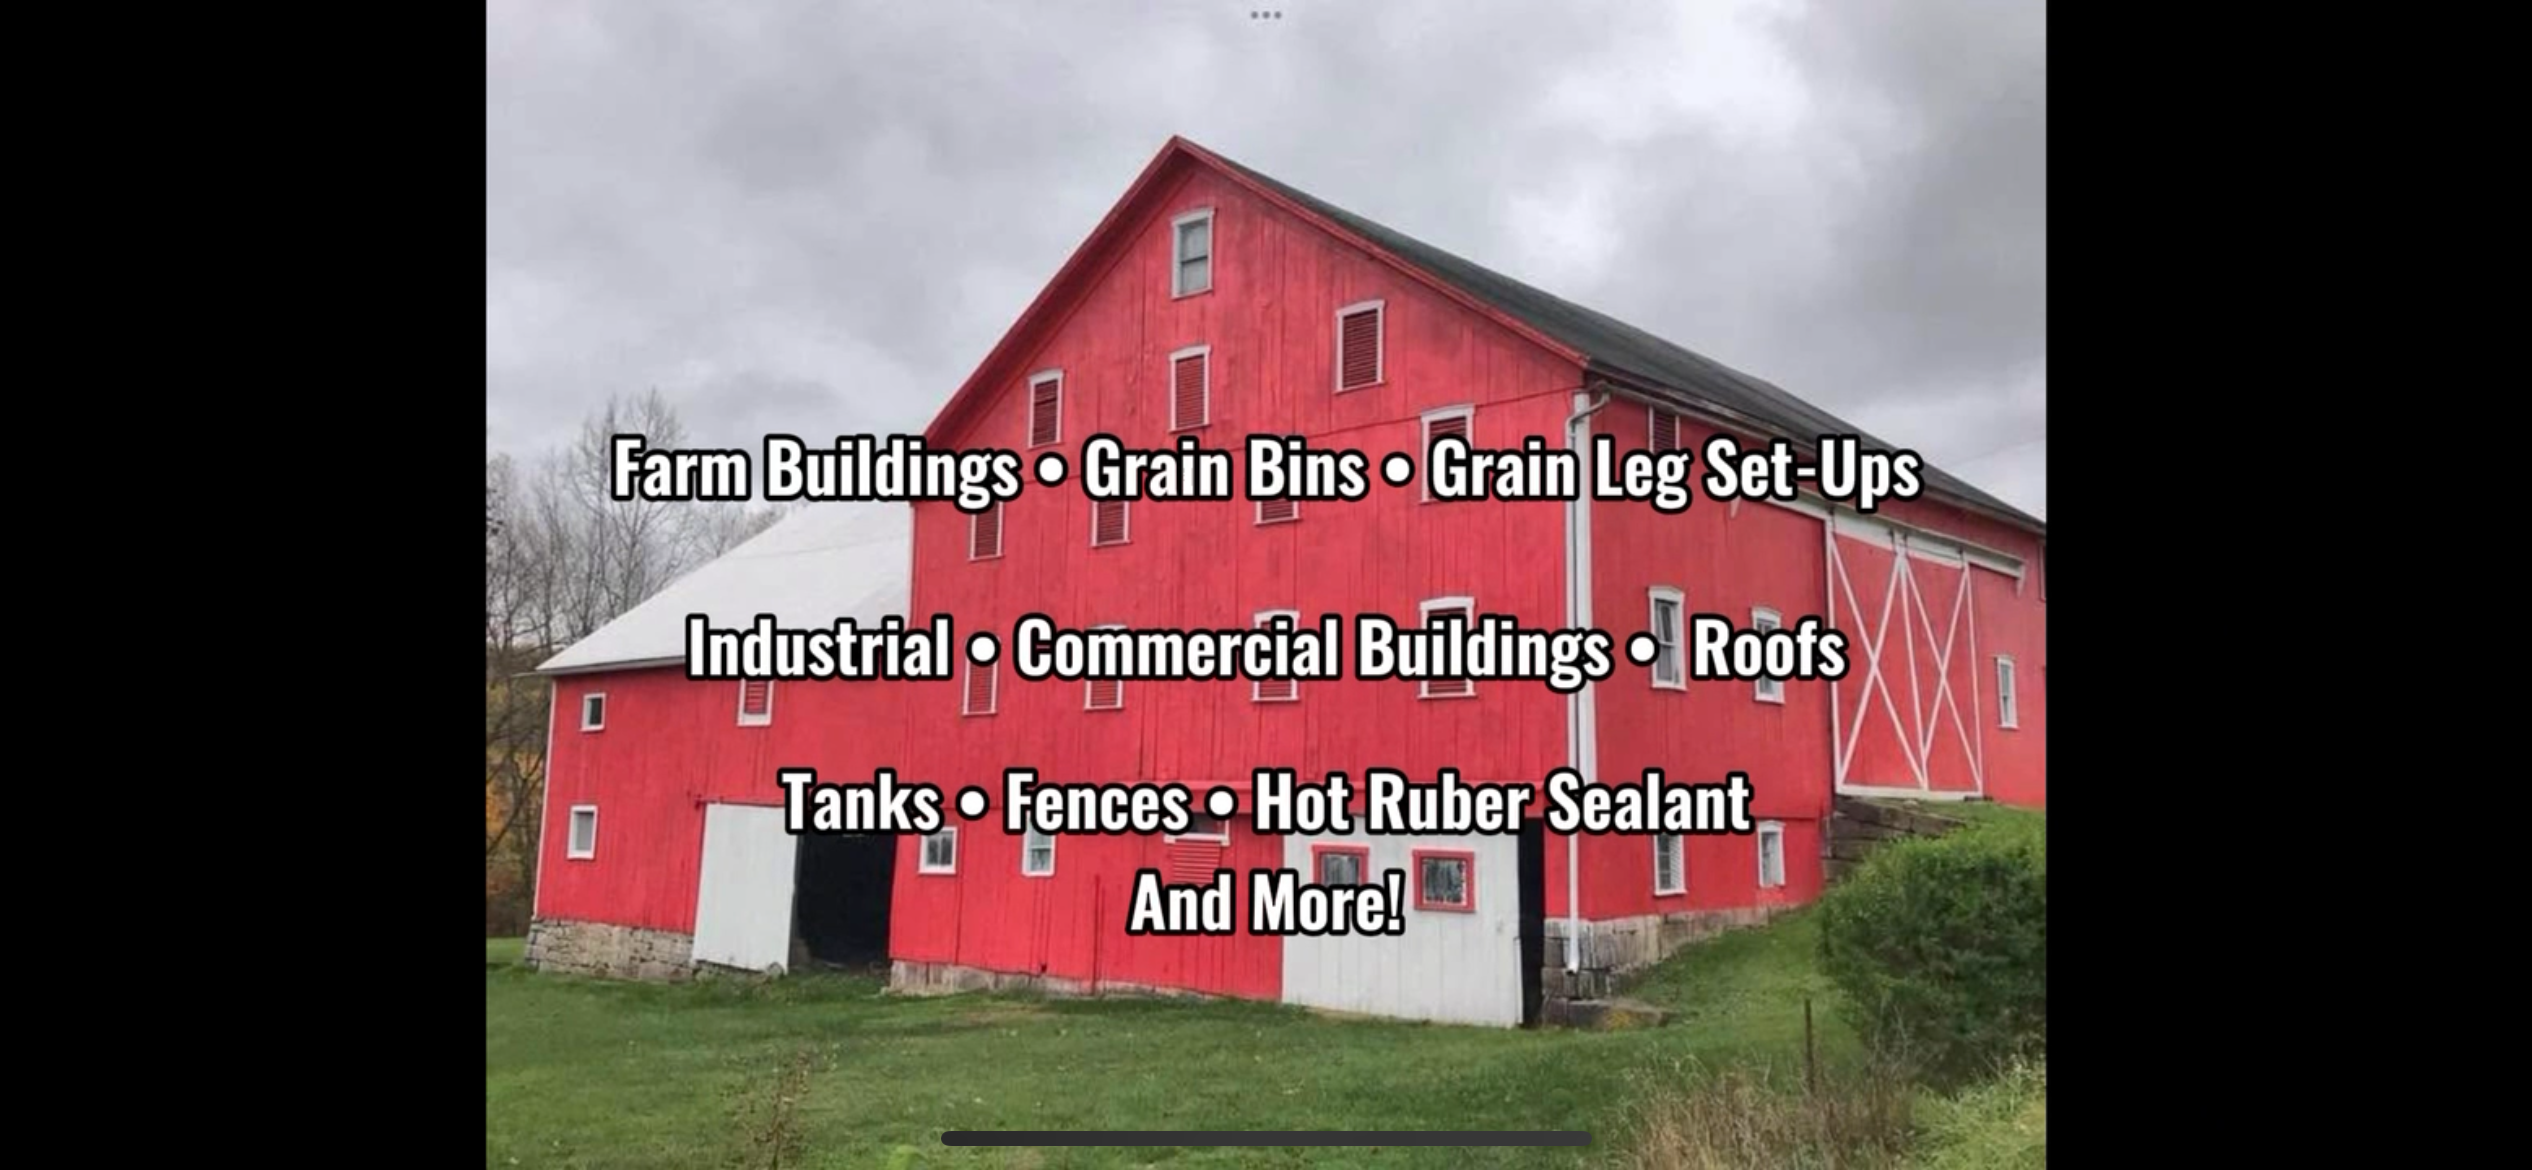 Farm Buildings • Grain Bins • Grain Leg Set-Ups
Industrial • Commercial Buildings • Roofs
Tanks • Fences • Hot Ruber Sealant
And More!